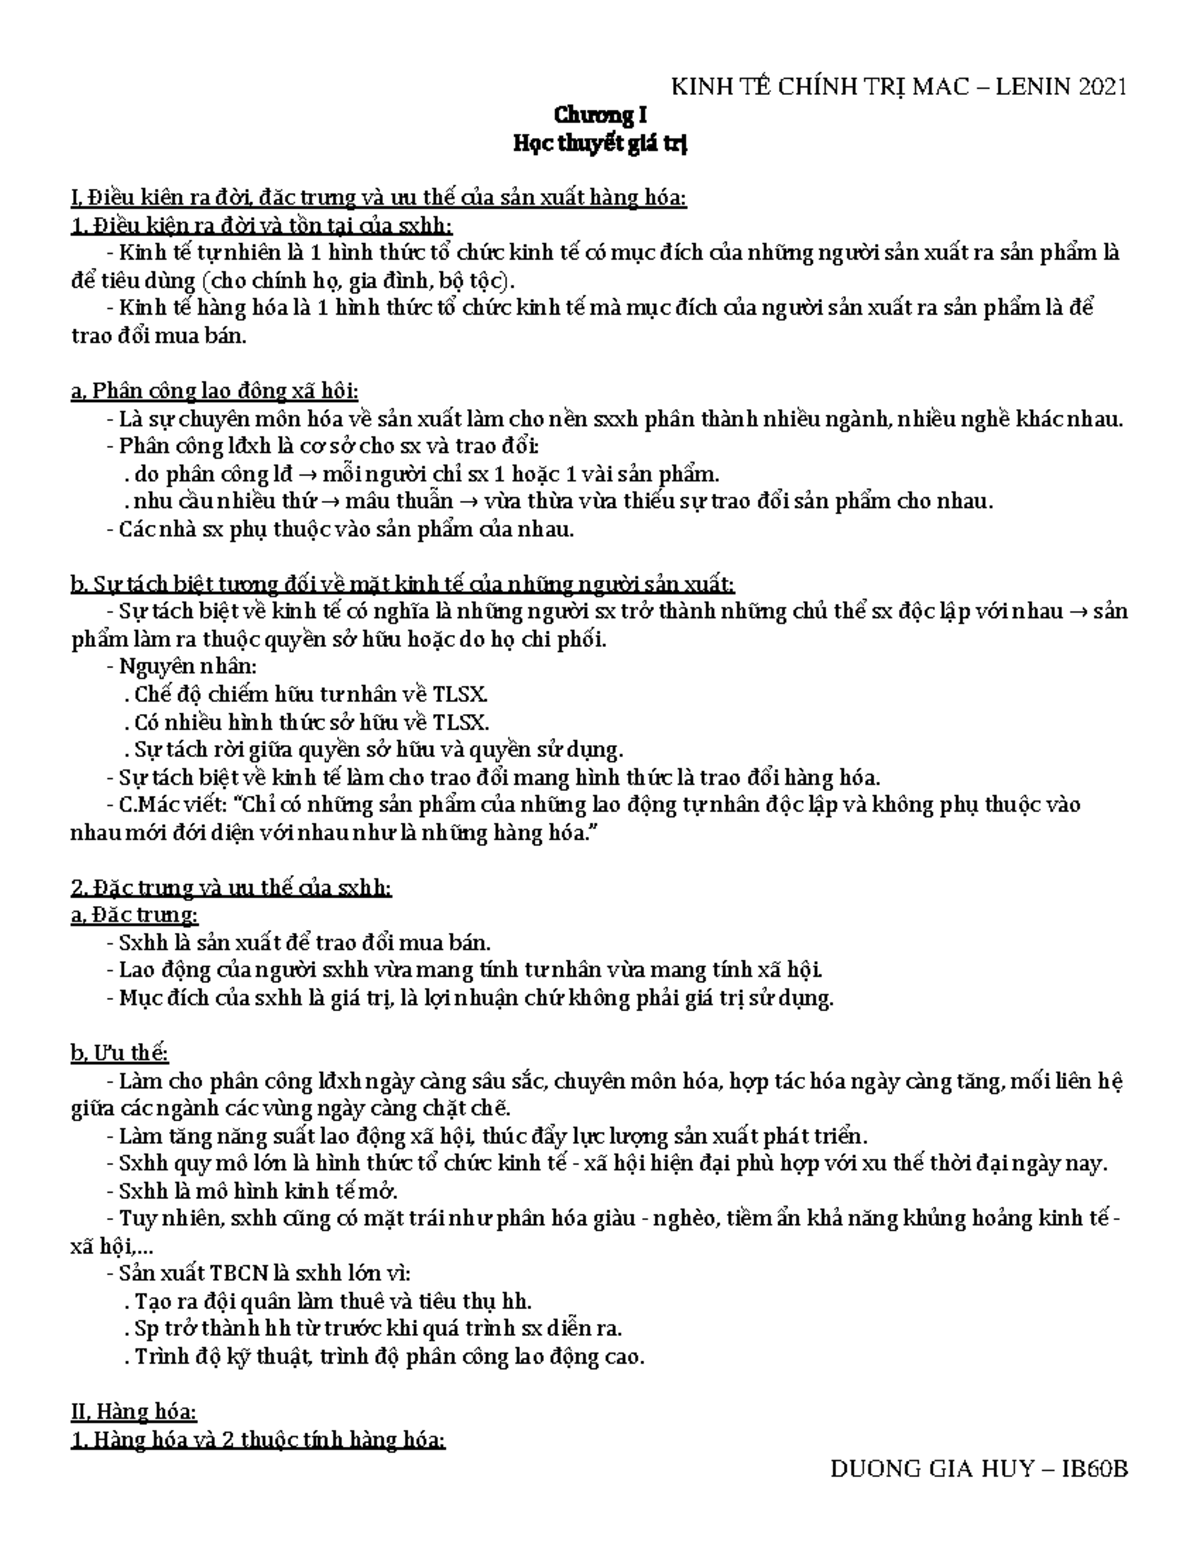 KINH TẾ CHÍNH TRỊ MAC – LENIN 2021
Chương I
Học thuyết giá trị
I, Điều kiện ra đời, đặc trưng và ưu thế của sản xuất hàng hóa:
1. Điều kiện ra đời và tồn tại của sxhh:
- Kinh tế tự nhiên là 1 hình thức tổ chức kinh tế có mục đích của những người sản xuất ra sản phẩm là
để tiêu dùng (cho chính họ, gia đình, bộ tộc).
- Kinh tế hàng hóa là 1 hình thức tổ chức kinh tế mà mục đích của người sản xuất ra sản phẩm là để
trao đổi mua bán.
a, Phân công lao động xã hôi:
- Là sự chuyên môn hóa về sản xuất làm cho nền sxxh phân thành nhiều ngành, nhiều nghề khác nhau.
- Phân công lđxh là cơ sở cho sx và trao đổi:
. do phân công lđ → mỗi người chỉ sx 1 hoặc 1 vài sản phẩm.
. nhu cầu nhiều thứ → mâu thuẫn → vừa thừa vừa thiếu sự trao đổi sản phẩm cho nhau.
- Các nhà sx phụ thuộc vào sản phẩm của nhau.
b, Sự tách biệt tương đối về mặt kinh tế của những người sản xuất:
- Sự tách biệt về kinh tế có nghĩa là những người sx trở thành những chủ thể sx độc lập với nhau → sản
phẩm làm ra thuộc quyền sở hữu hoặc do họ chi phối.
- Nguyên nhân:
. Chế độ chiếm hữu tư nhân về TLSX.
. Có nhiều hình thức sở hữu về TLSX.
. Sự tách rời giữa quyền sở hữu và quyền sử dụng.
- Sự tách biệt về kinh tế làm cho trao đổi mang hình thức là trao đổi hàng hóa.
- C.Mác viết: “Chỉ có những sản phẩm của những lao động tự nhân độc lập và không phụ thuộc vào
nhau mới đới diện với nhau như là những hàng hóa.”
2. Đặc trưng và ưu thế của sxhh:
a, Đăc trưng:
- Sxhh là sản xuất để trao đổi mua bán.
- Lao động của người sxhh vừa mang tính tư nhân vừa mang tính xã hội.
- Mục đích của sxhh là giá trị, là lợi nhuận chứ không phải giá trị sử dụng.
b, Ưu thế:
- Làm cho phân công lđxh ngày càng sâu sắc, chuyên môn hóa, hợp tác hóa ngày càng tăng, mối liên hệ
giữa các ngành các vùng ngày càng chặt chẽ.
- Làm tăng năng suất lao động xã hội, thúc đẩy lực lượng sản xuất phát triển.
- Sxhh quy mô lớn là hình thức tổ chức kinh tế - xã hội hiện đại phù hợp với xu thế thời đại ngày nay.
- Sxhh là mô hình kinh tế mở.
- Tuy nhiên, sxhh cũng có mặt trái như phân hóa giàu - nghèo, tiềm ẩn khả năng khủng hoảng kinh tế -
xã hội,...
- Sản xuất TBCN là sxhh lớn vì:
. Tạo ra đội quân làm thuê và tiêu thụ hh.
. Sp trở thành hh từ trước khi quá trình sx diễn ra.
. Trình độ kỹ thuật, trình độ phân công lao động cao.
II, Hàng hóa:
1. Hàng hóa và 2 thuộc tính hàng hóa:
DUONG GIA HUY – IB60B